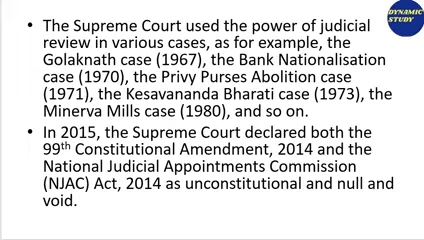 DYNAMIC
STUDY
• The Supreme Court used the power of judicial
review in various cases, as for example, the
Golaknath case (1967), the Bank Nationalisation
case (1970), the Privy Purses Abolition case
(1971), the Kesavananda Bharati case (1973), the
Minerva Mills case (1980), and so on.
• In 2015, the Supreme Court declared both the
99th Constitutional Amendment, 2014 and the
National Judicial Appointments Commission
(NJAC) Act, 2014 as unconstitutional and null and
void.